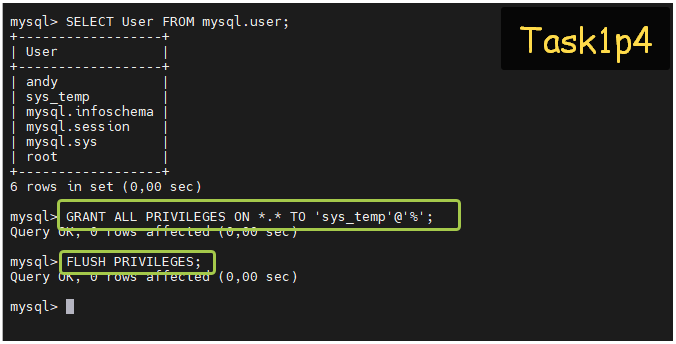 mysql> SELECT User FROM mysql.user;
+------------------+
| User             |
+------------------+
| andy             |
| sys_temp         |
| mysql.infoschema |
| mysql.session    |
| mysql.sys        |
| root             |
+------------------+
6 rows in set (0,00 sec)
mysql> GRANT ALL PRIVILEGES ON *.* TO 'sys_temp'@'%';
Query OK, 0 rows affected (0,00 sec)
mysql> FLUSH PRIVILEGES;
Query OK, 0 rows affected (0,00 sec)
mysql>
Task1p4